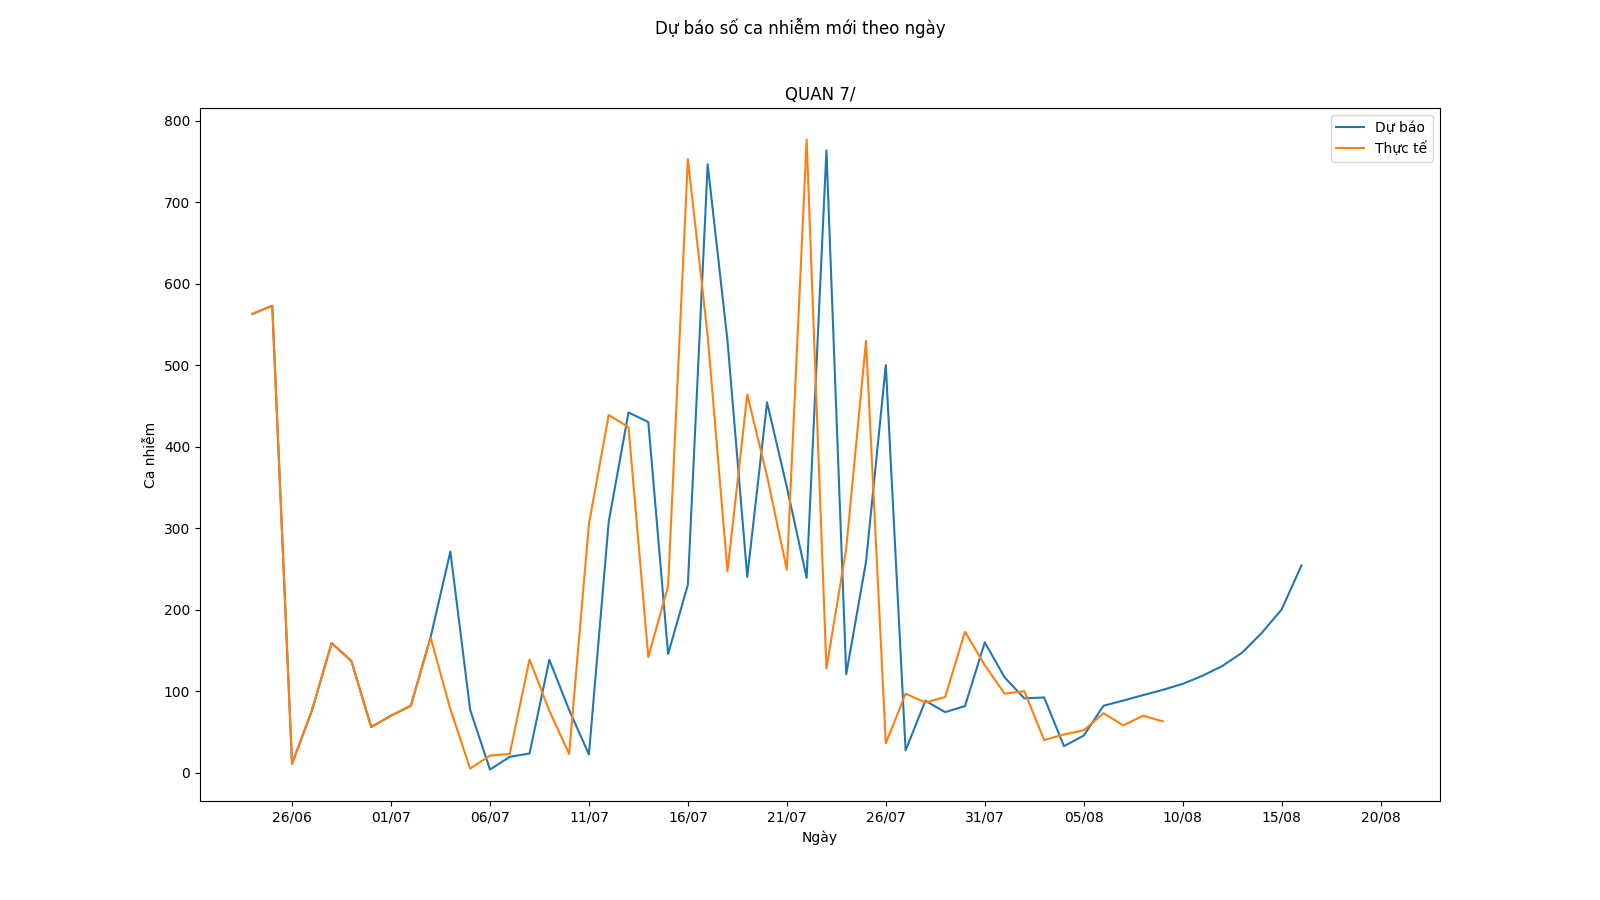 Dự báo số ca nhiễm mới theo ngày
QUAN 7/
Dự báo
Thực tế
800
700
600
500
400
300
200
100
0
Ca nhiễm
26/06 01/07 06/07 11/07 16/07 21/07 26/07 31/07 05/08 10/08 15/08 20/08
Ngày